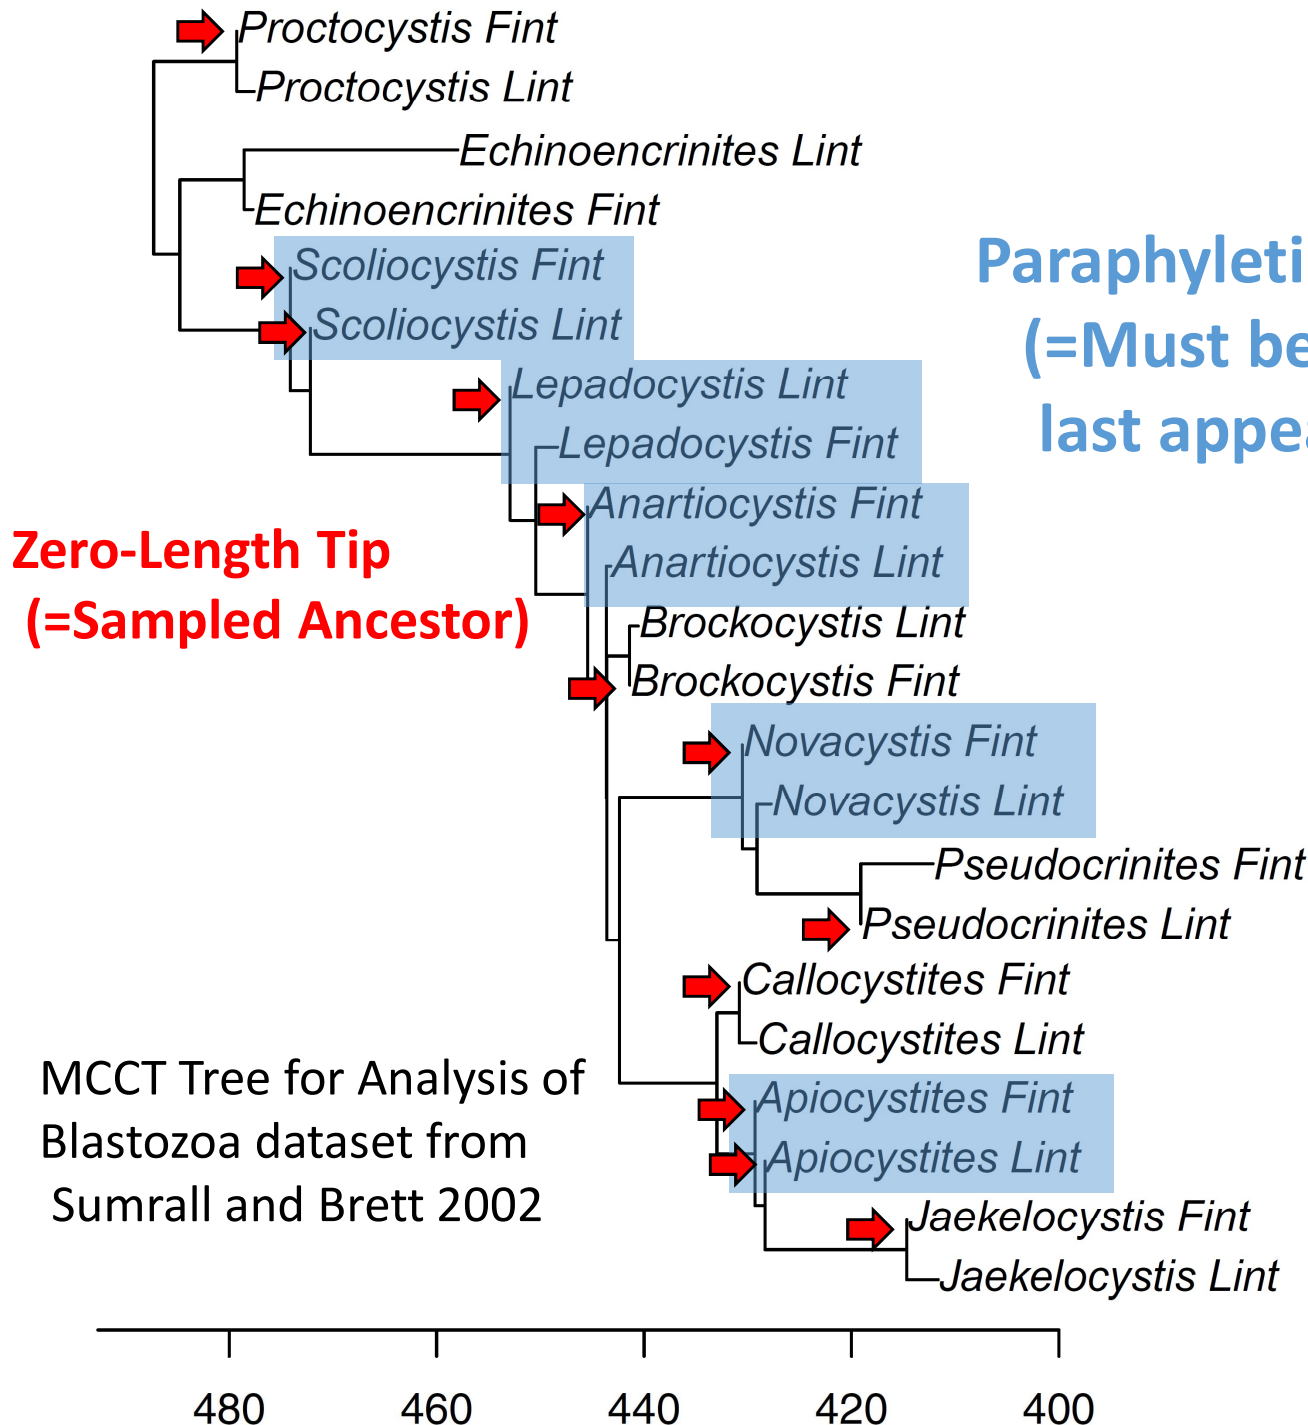 Proctocystis Fint
Proctocystis Lint
Echinoencrinites Lint
Echinoencrinites Fint
Scoliocystis Fint
Scoliocystis Lint
Paraphyleti
(=Must be
last appea
Lepadocystis Lint
Lepadocystis Fint
Anartiocystis Fint
Anartiocystis Lint
Zero-Length Tip
(=Sampled Ancestor)
Brockocystis Lint
Brockocystis Fint
Novacystis Fint
Novacystis Lint
Pseudocrinites Fint
Pseudocrinites Lint
Callocystites Fint
Callocystites Lint
Apiocystites Fint
Apiocystites Lint
Jaekelocystis Fint
Jaekelocystis Lint
MCCT Tree for Analysis of
Blastozoa dataset from
Sumrall and Brett 2002
480 460 440 420 400